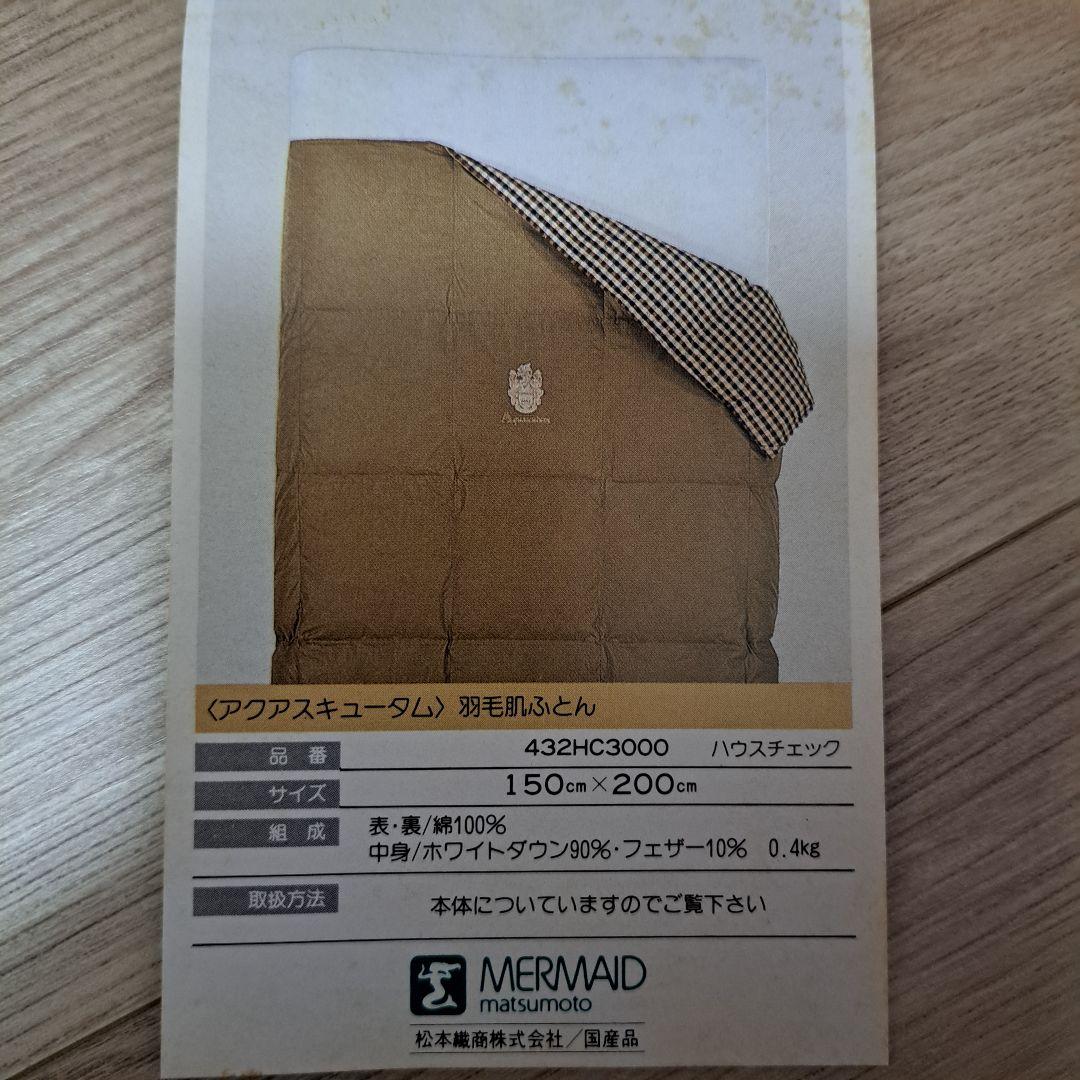 Aquascutum
〈アクアスキュータム〉 羽毛肌ふとん
品 番 432HC3000 ハウスチェック
サイズ 150cm×200cm
組 成 表・裏/綿100%
中身/ホワイトダウン90%・フェザー10% 0.4kg
取扱方法 本体についていますのでご覧下さい
MERMAID
matsumoto
松本繊商株式会社/国産品